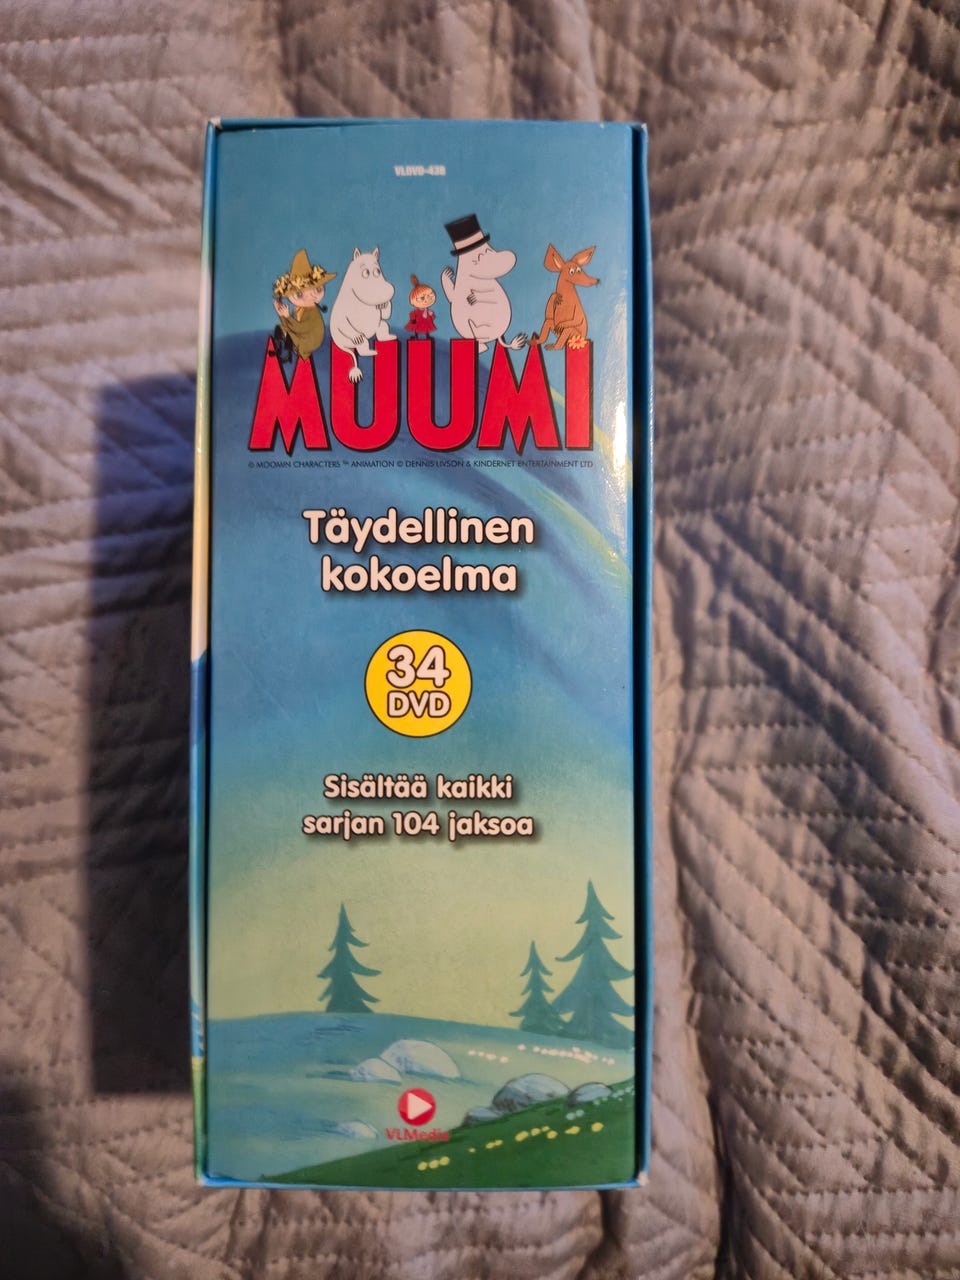 VLDVD-438
MUUMI
© MOOMIN CHARACTERS ™ ANIMATION © DENNIS LIVSON & KINDERNET ENTERTAINMENT LTD
Täydellinen
kokoelma
34
DVD
Sisältää kaikki
sarjan 104 jaksoa
VLMedia